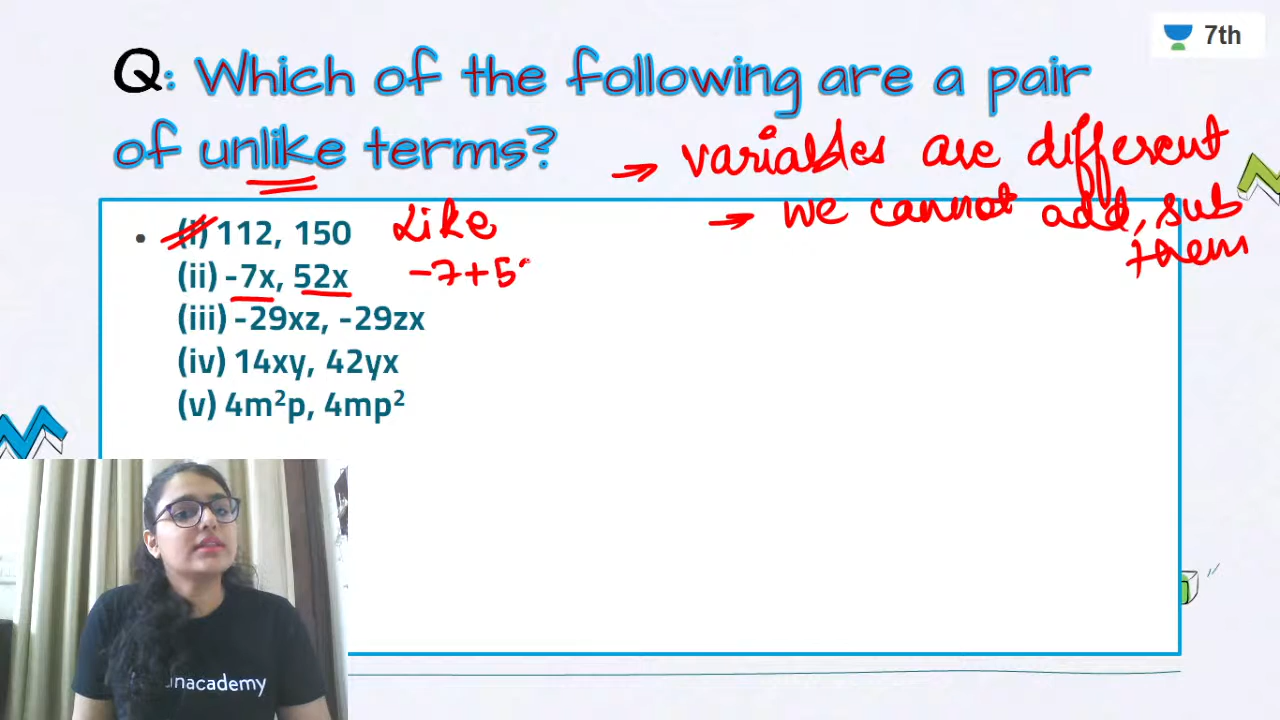 7th
Q: Which of the following are a pair
of unlike terms?
→ variables are different
→ we cannot add, sub
them
• (i) 112, 150 Like
(ii) -7x, 52x -7+5
(iii) -29xz, -29zx
(iv) 14xy, 42yx
(v) 4m²p, 4mp²
unacademy